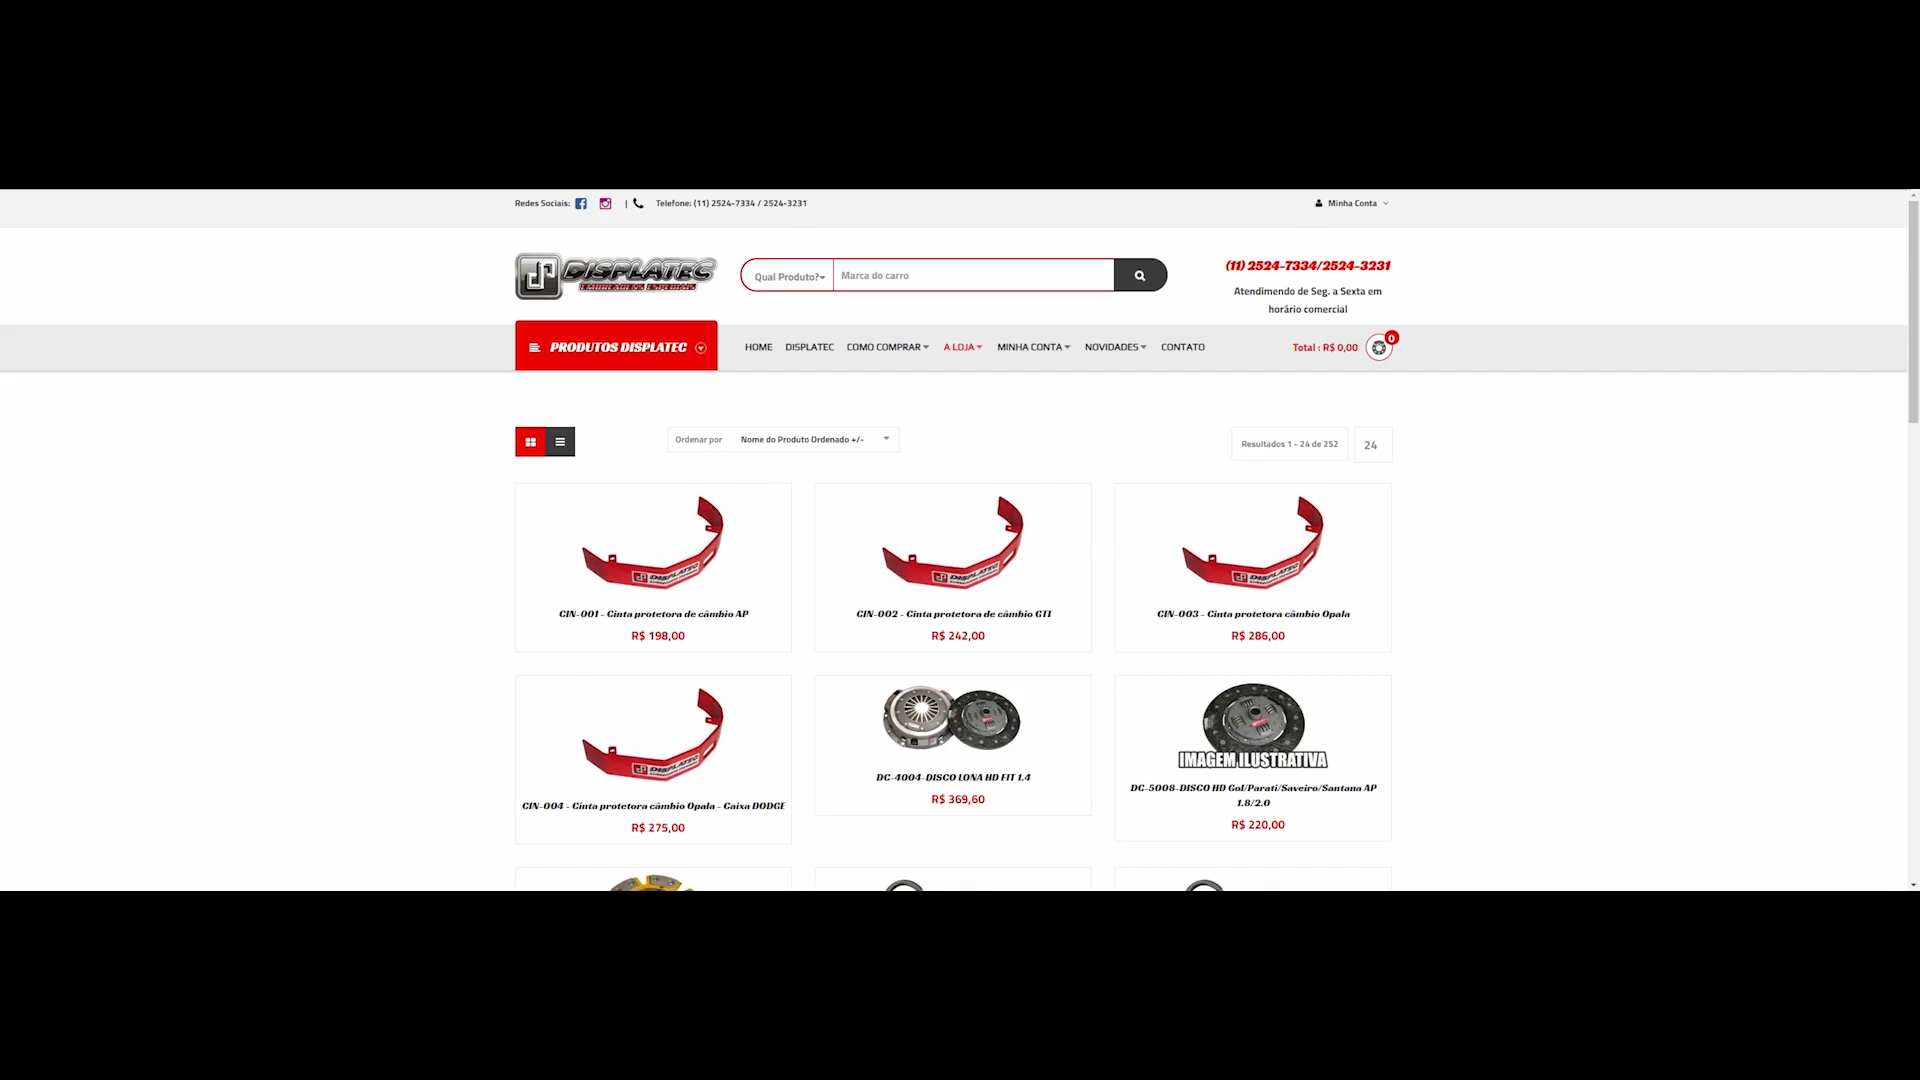 Redes Sociais: | Telefone: (11) 2524-7334 / 2524-3231
Minha Conta
DISPLATEC
EMBREAGENS ESPECIAIS
Qual Produto?
Marca do carro
(11) 2524-7334/2524-3231
Atendimento de Seg. a Sexta em
horário comercial
PRODUTOS DISPLATEC
HOME DISPLATEC COMO COMPRAR A LOJA MINHA CONTA NOVIDADES CONTATO
Total : R$ 0,00
0
Ordenar por Nome do Produto Ordenado +/-
Resultados 1 - 24 de 252
24
DISPLATEC
CIN-001 - Cinta protetora de câmbio AP
R$ 198,00
DISPLATEC
CIN-002 - Cinta protetora de câmbio GTI
R$ 242,00
DISPLATEC
CIN-003 - Cinta protetora câmbio Opala
R$ 286,00
DISPLATEC
CIN-004 - Cinta protetora câmbio Opala - Caixa DODGE
R$ 275,00
DC-4004-DISCO LONA HD FIT 1.4
R$ 369,60
IMAGEM ILUSTRATIVA
DC-5008-DISCO HD Gol/Parati/Saveiro/Santana AP
1.8/2.0
R$ 220,00